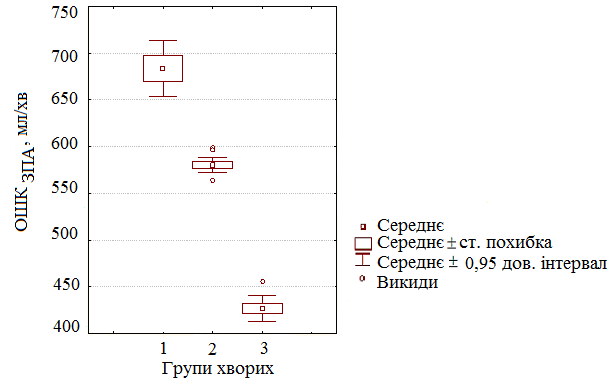 750
700
650
600
550
500
450
400
ОШК ЗПА, мл/хв
1 2 3
Групи хворих
Середнє
Середнє ± ст. похибка
Середнє ± 0,95 дов. інтервал
Викиди